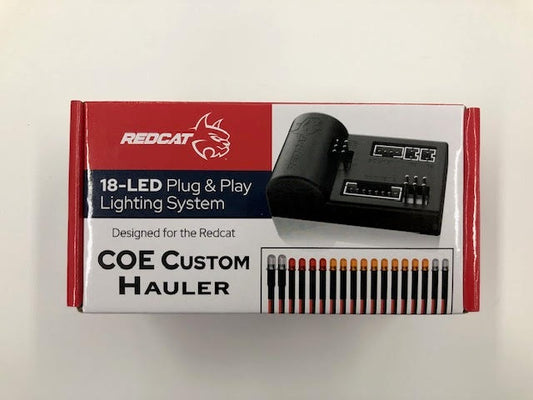 REDCAT
18-LED Plug & Play
Lighting System
Designed for the Redcat
COE CUSTOM
HAULER